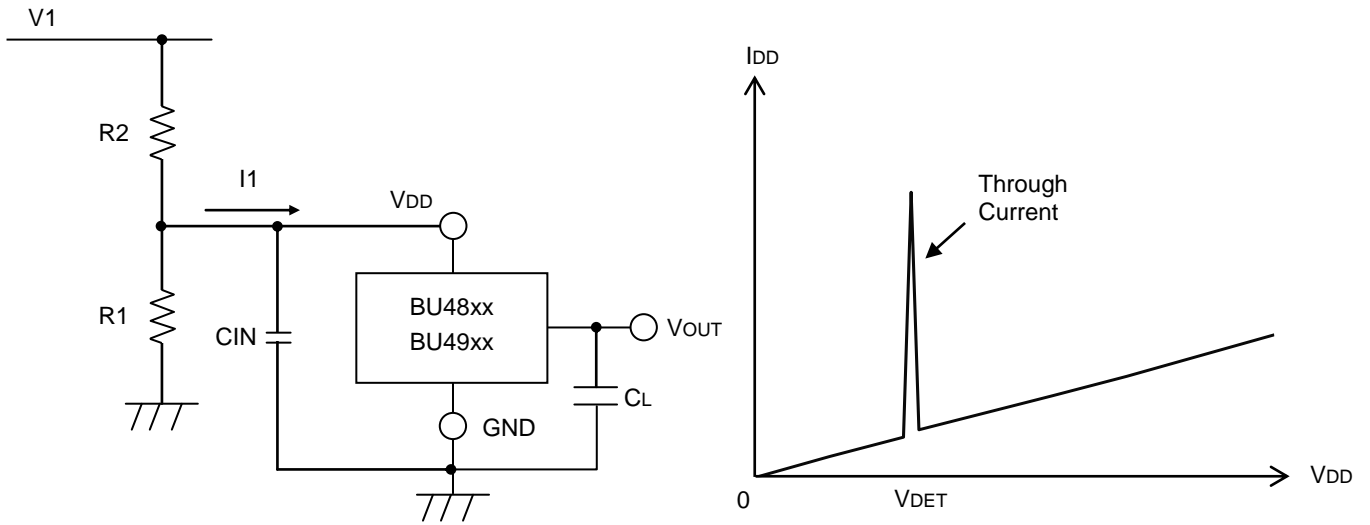 V1
R2
I1
VDD
R1
CIN
BU48xx
BU49xx
VOUT
CL
GND
IDD
Through
Current
0
VDET
VDD